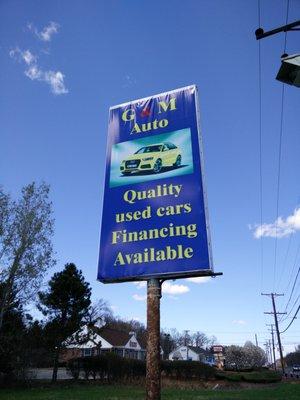 G & M
Auto
Quality
used cars
Financing
Available